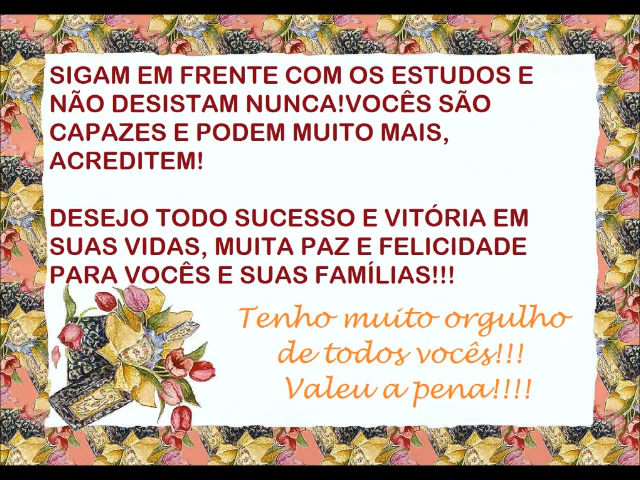 SIGAM EM FRENTE COM OS ESTUDOS E
NÃO DESISTAM NUNCA!VOCÊS SÃO
CAPAZES E PODEM MUITO MAIS,
ACREDITEM!
DESEJO TODO SUCESSO E VITÓRIA EM
SUAS VIDAS, MUITA PAZ E FELICIDADE
PARA VOCÊS E SUAS FAMÍLIAS!!!
Tenho muito orgulho
de todos vocês!!!
Valeu a pena!!!!